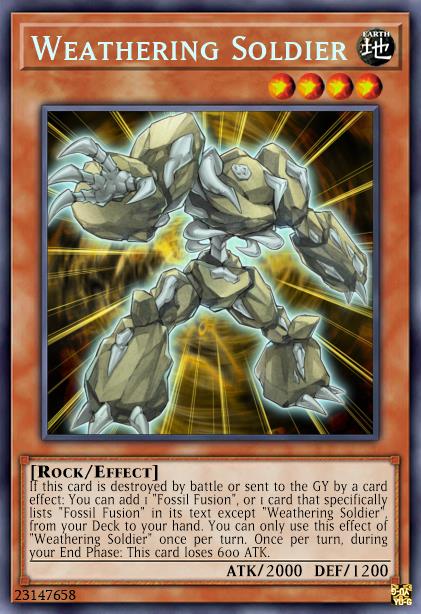 Weathering Soldier
EARTH
地
[Rock/Effect]
If this card is destroyed by battle or sent to the GY by a card
effect: You can add 1 "Fossil Fusion", or 1 card that specifically
lists "Fossil Fusion" in its text except "Weathering Soldier",
from your Deck to your hand. You can only use this effect of
"Weathering Soldier" once per turn. Once per turn, during
your End Phase: This card loses 600 ATK.
ATK/2000 DEF/1200
23147658